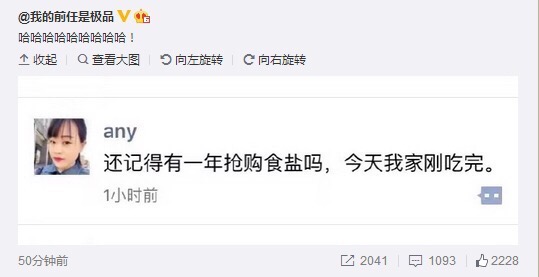 @我的前任是极品
哈哈哈哈哈哈哈哈哈！
收起 查看大图 向左旋转 向右旋转
any
还记得有一年抢购食盐吗，今天我家刚吃完。
1小时前
50分钟前 2041 1093 2228